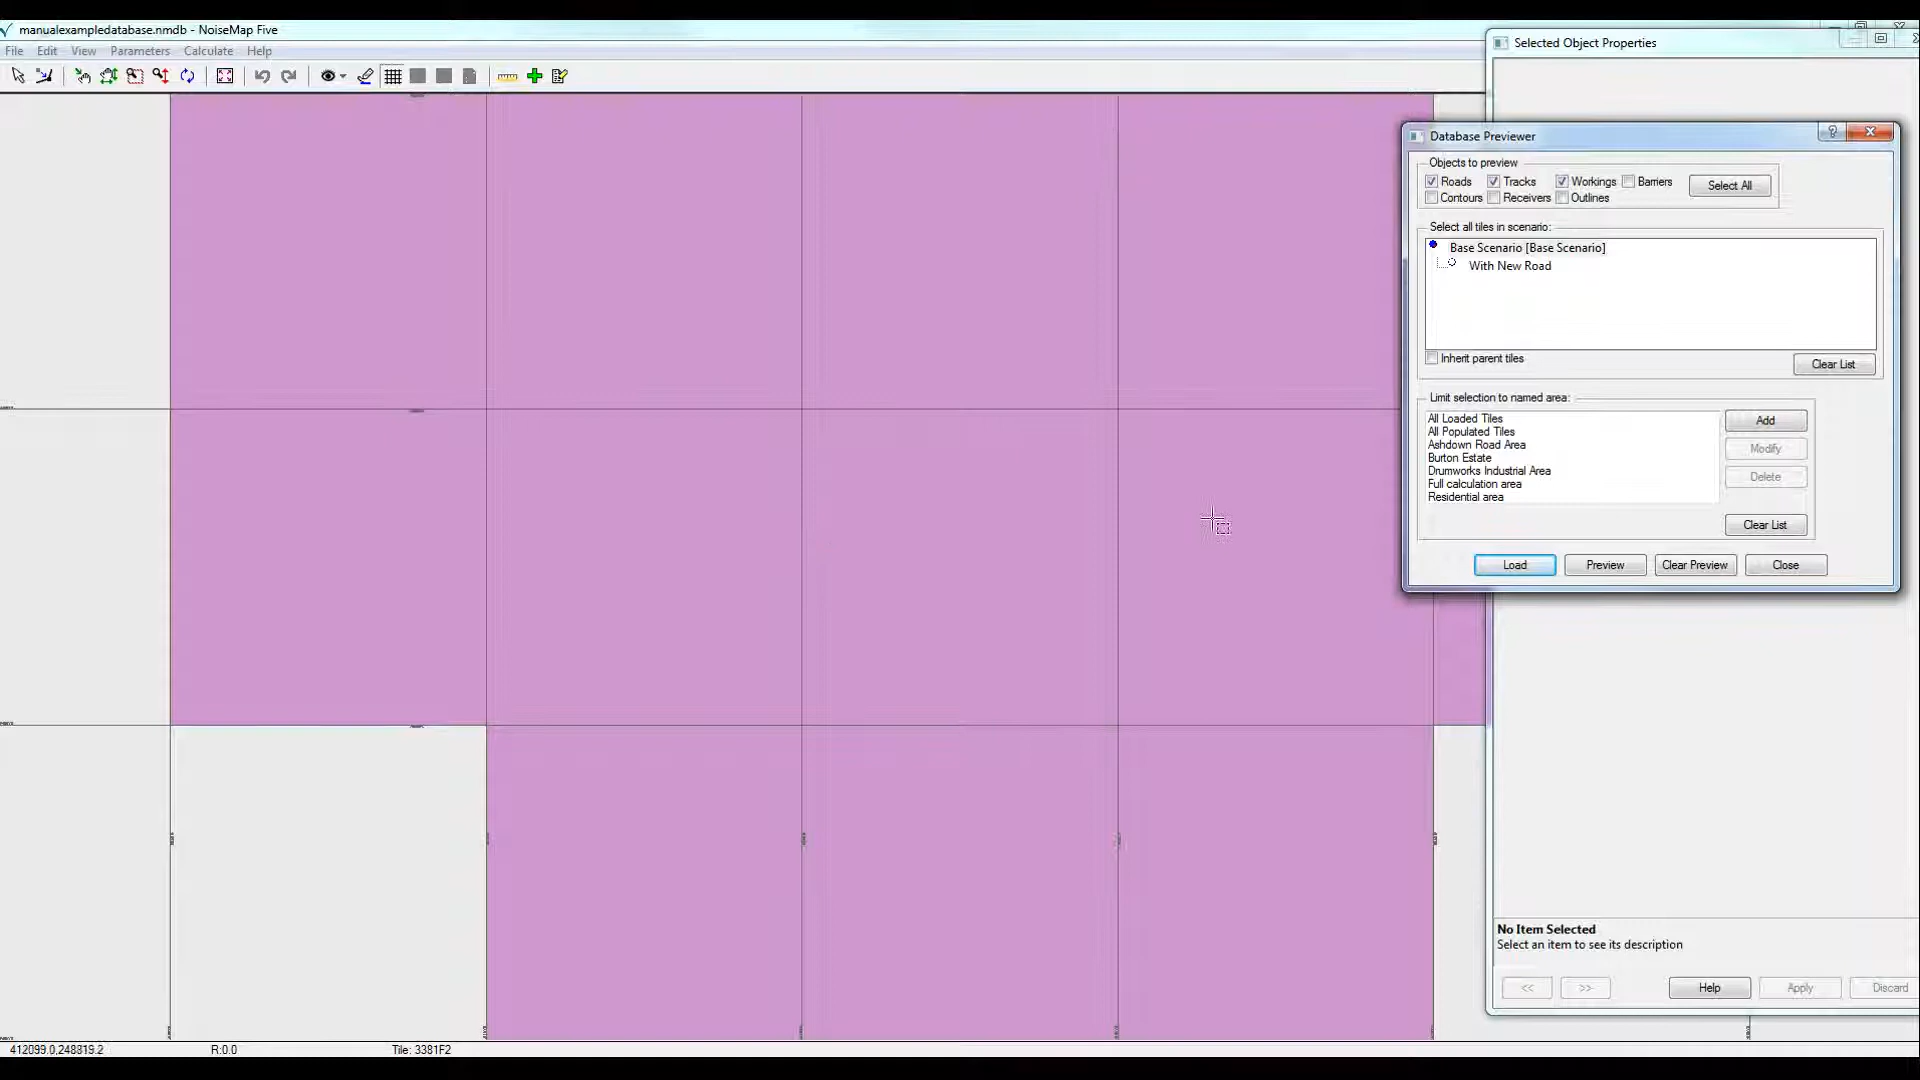 manualexampledatabase.nmdb - NoiseMap Five
File Edit View Parameters Calculate Help
Selected Object Properties
Database Previewer
Objects to preview
Roads Tracks Workings Barriers Select All
Contours Receivers Outlines
Select all tiles in scenario:
Base Scenario [Base Scenario]
With New Road
Inherit parent tiles
Clear List
Limit selection to named area:
All Loaded Tiles
All Populated Tiles
Ashdown Road Area
Burton Estate
Drumworks Industrial Area
Full calculation area
Residential area
Add
Modify
Delete
Clear List
Load Preview Clear Preview Close
No Item Selected
Select an item to see its description
<< >> Help Apply Discard
412099.0,248819.2 R:0.0 Tile: 3381F2